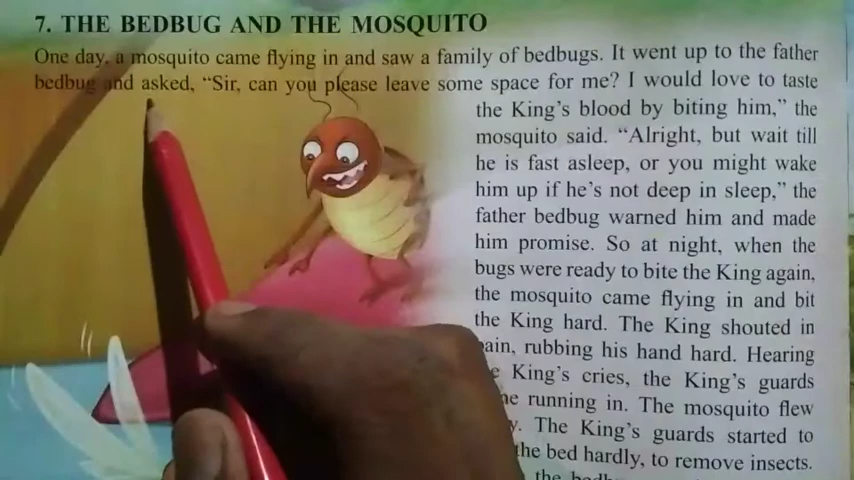 7. THE BEDBUG AND THE MOSQUITO
One day, a mosquito came flying in and saw a family of bedbugs. It went up to the father
bedbug and asked, “Sir, can you please leave some space for me? I would love to taste
the King’s blood by biting him,” the
mosquito said. “Alright, but wait till
he is fast asleep, or you might wake
him up if he’s not deep in sleep,” the
father bedbug warned him and made
him promise. So at night, when the
bugs were ready to bite the King again,
the mosquito came flying in and bit
the King hard. The King shouted in
pain, rubbing his hand hard. Hearing
King’s cries, the King’s guards
running in. The mosquito flew
The King’s guards started to
the bed hardly, to remove insects.
the